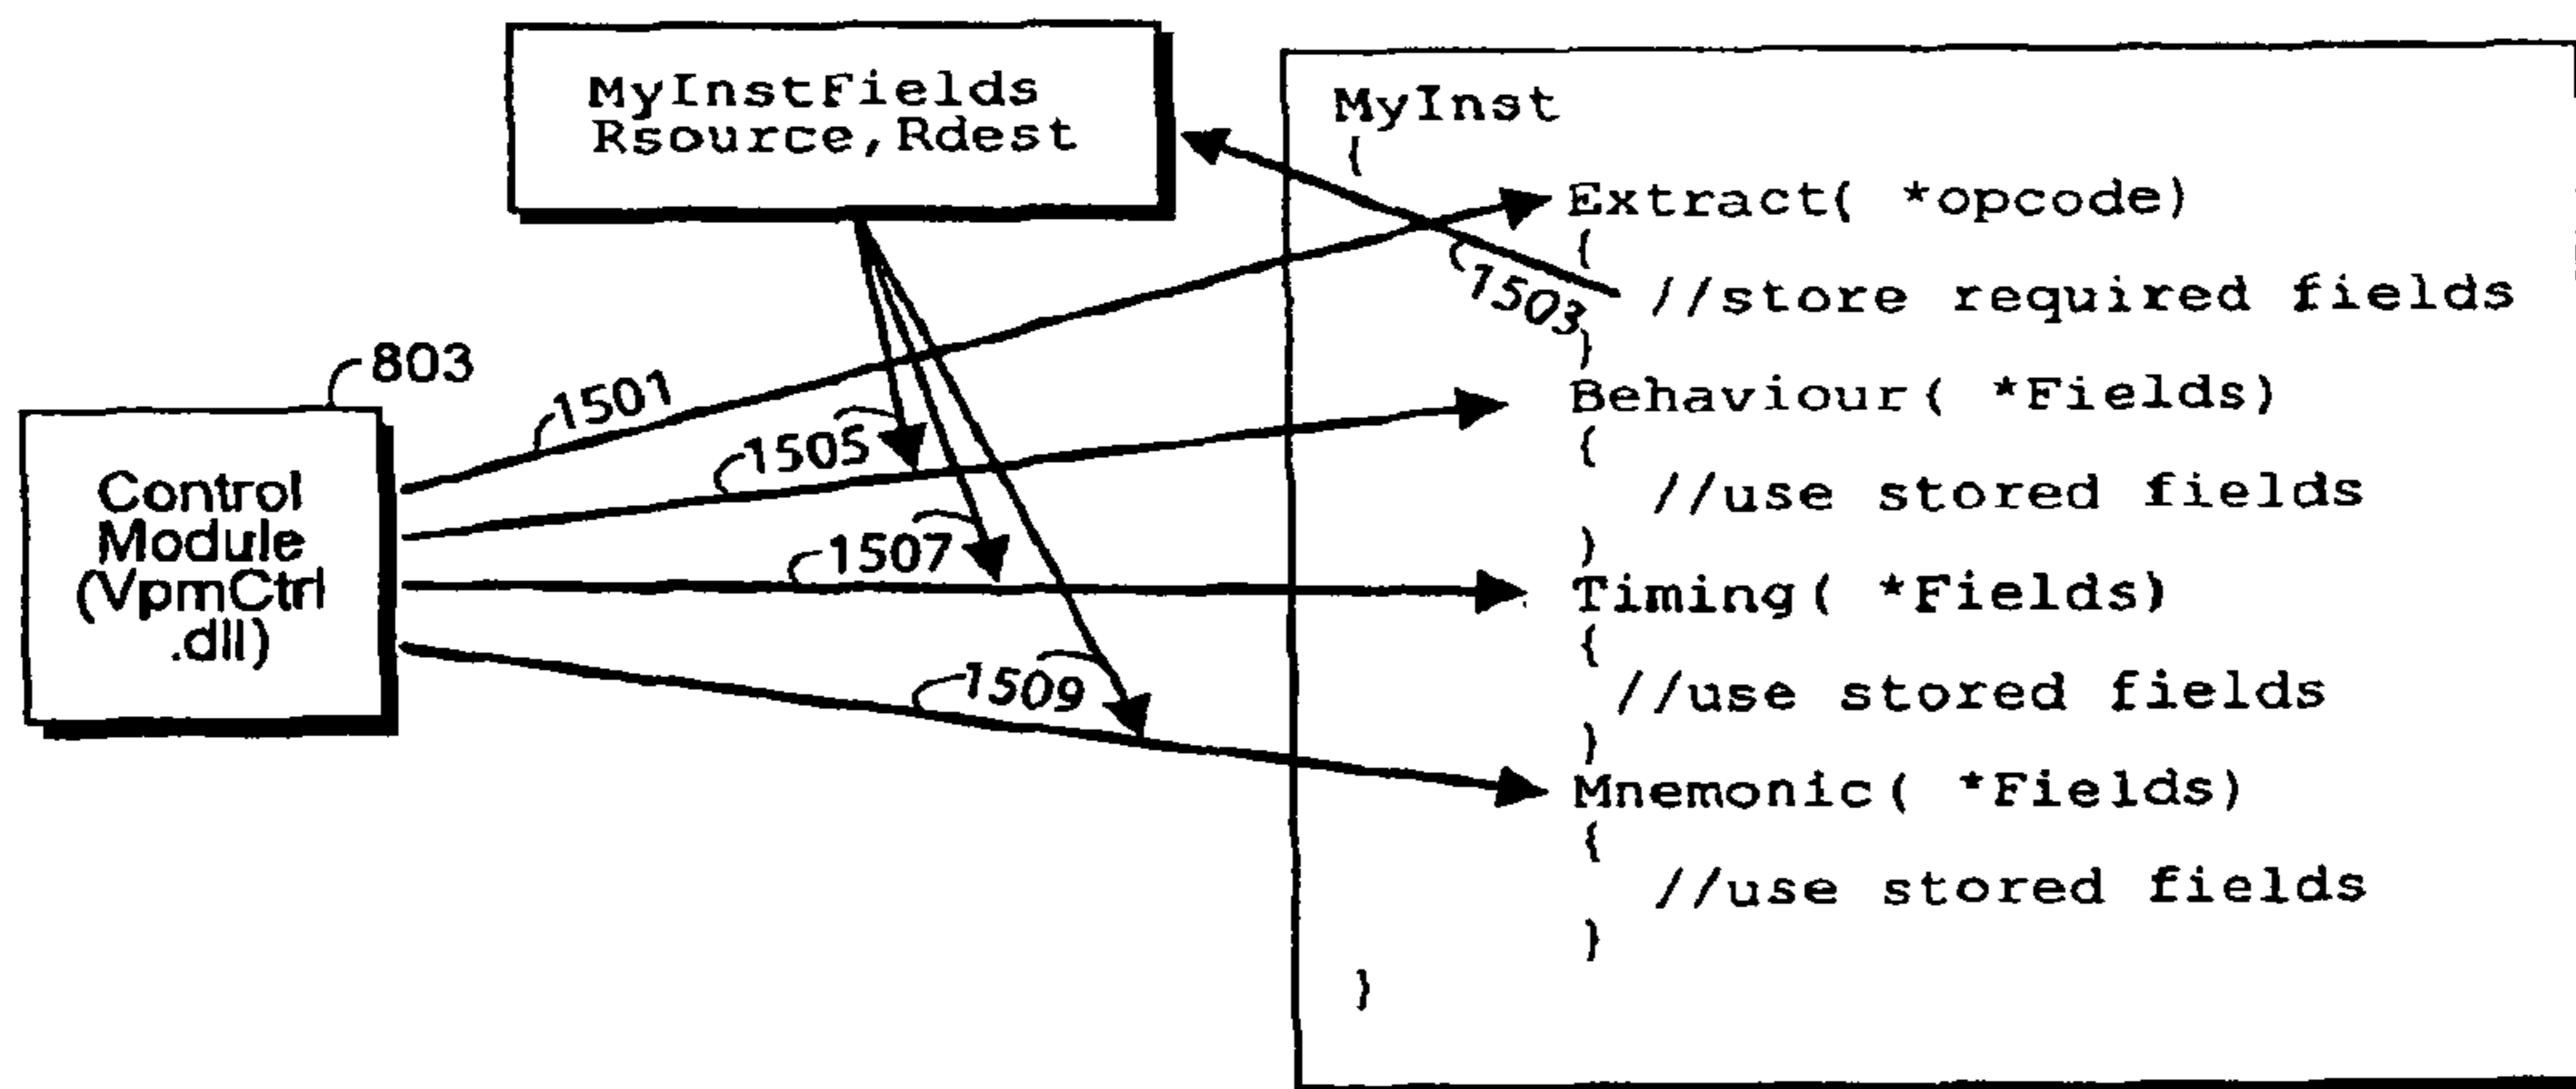 MyInstFields
Rsource,Rdest
803
Control
Module
(VpmCtrl
.dll)
1501
1505
1507
1509
1503
MyInst
{
Extract( *opcode)
{
//store required fields
}
Behaviour( *Fields)
{
//use stored fields
}
Timing( *Fields)
{
//use stored fields
}
Mnemonic( *Fields)
{
//use stored fields
}
}